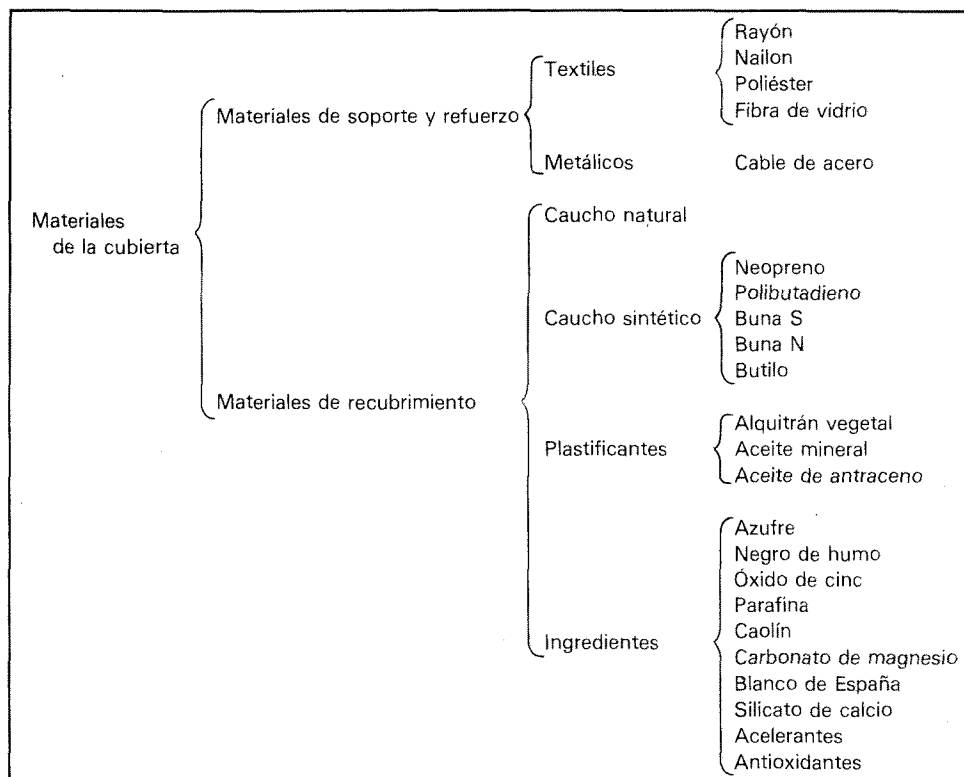 Materiales
de la cubierta
Materiales de soporte y refuerzo
Textiles
Rayón
Nailon
Poliéster
Fibra de vidrio
Metálicos
Cable de acero
Materiales de recubrimiento
Caucho natural
Caucho sintético
Neopreno
Polibutadieno
Buna S
Buna N
Butilo
Plastificantes
Alquitrán vegetal
Aceite mineral
Aceite de antraceno
Ingredientes
Azufre
Negro de humo
Óxido de cinc
Parafina
Caolín
Carbonato de magnesio
Blanco de España
Silicato de calcio
Acelerantes
Antioxidantes